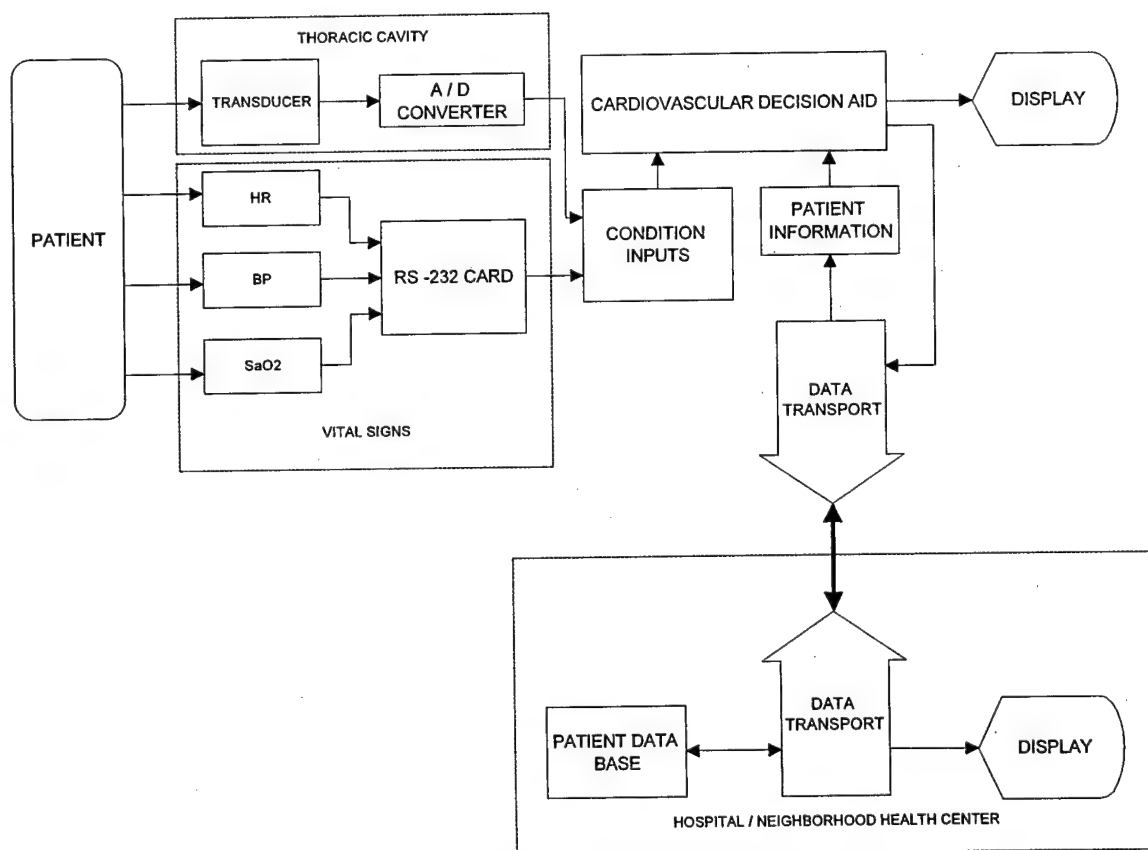 THORACIC CAVITY
PATIENT
TRANSDUCER
A / D
CONVERTER
CARDIOVASCULAR DECISION AID
DISPLAY
HR
BP
SaO2
RS -232 CARD
VITAL SIGNS
CONDITION
INPUTS
PATIENT
INFORMATION
DATA
TRANSPORT
PATIENT DATA
BASE
DATA
TRANSPORT
DISPLAY
HOSPITAL / NEIGHBORHOOD HEALTH CENTER